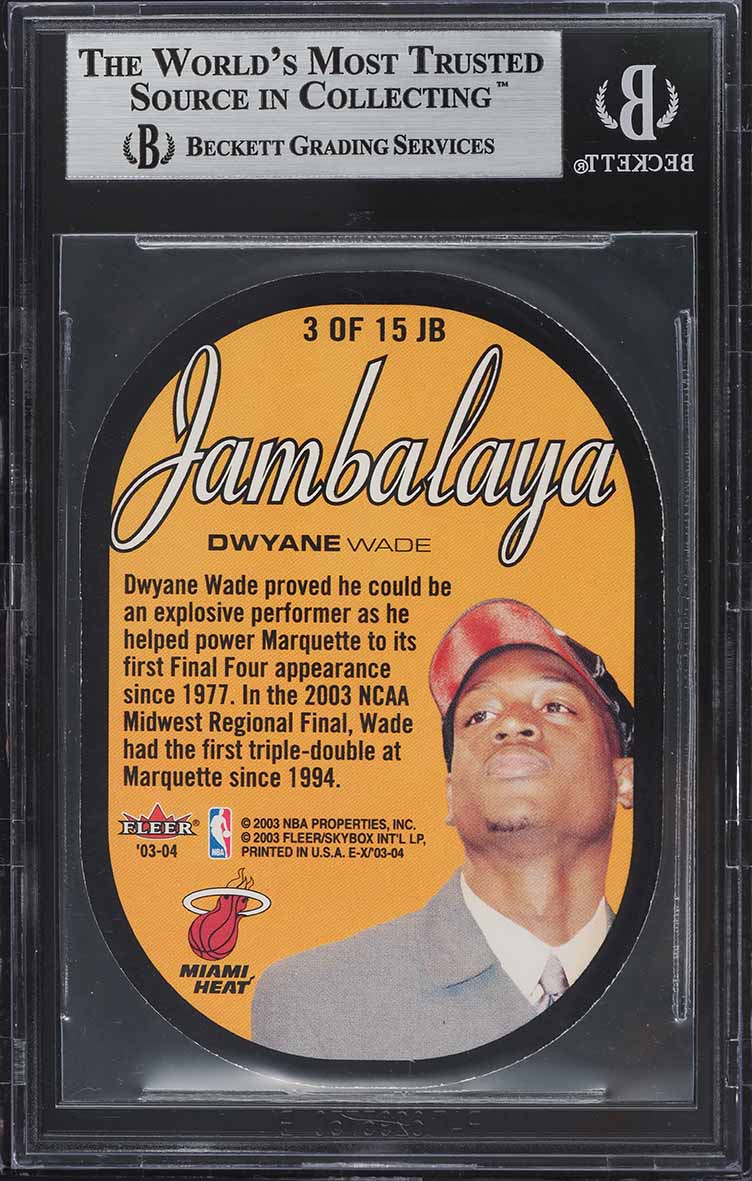 THE WORLD'S MOST TRUSTED
SOURCE IN COLLECTING™
B BECKETT GRADING SERVICES
B
BECKETT®
3 OF 15 JB
Jambalaya
DWYANE WADE
Dwyane Wade proved he could be
an explosive performer as he
helped power Marquette to its
first Final Four appearance
since 1977. In the 2003 NCAA
Midwest Regional Final, Wade
had the first triple-double at
Marquette since 1994.
FLEER®
'03-04
NBA
© 2003 NBA PROPERTIES, INC.
© 2003 FLEER/SKYBOX INT'L LP,
PRINTED IN U.S.A. E-X/'03-04
MIAMI
HEAT